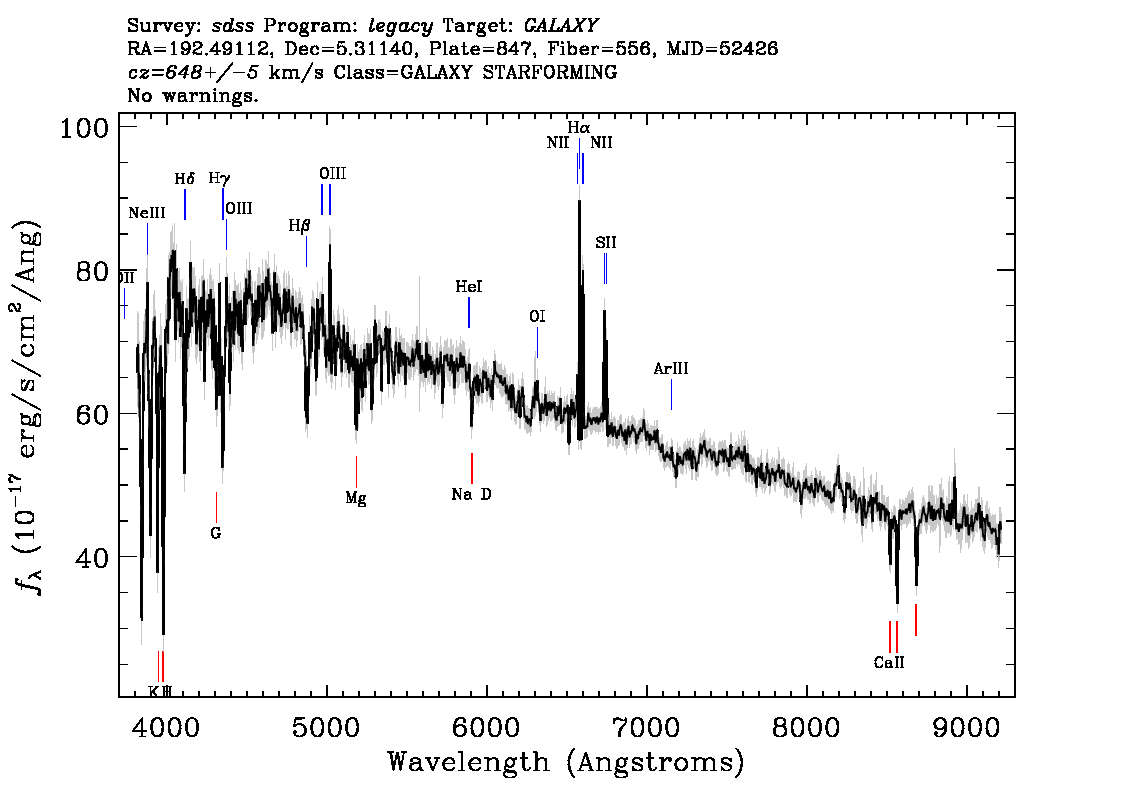 Survey: sdss Program: legacy Target: GALAXY
RA=192.49112, Dec=5.31140, Plate=847, Fiber=556, MJD=52426
cz=648+/−5 km/s Class=GALAXY STARFORMING
No warnings.
Hα
NII NII
OIII
Hδ Hγ
OIII
NeIII
Hβ
SII
OII
HeI
OI
ArIII
Mg
Na D
G
CaII
K H
100
80
60
40
f_λ (10⁻¹⁷ erg/s/cm²/Ang)
4000 5000 6000 7000 8000 9000
Wavelength (Angstroms)